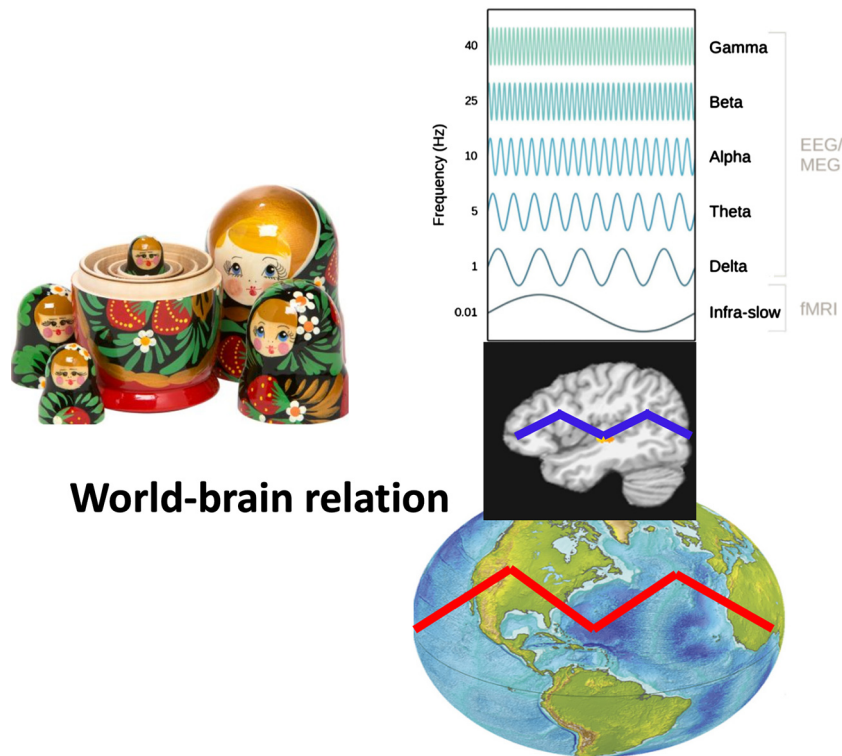 Frequency (Hz)
40
Gamma
25
Beta
10
Alpha
5
Theta
1
Delta
0.01
Infra-slow
EEG/
MEG
fMRI
World-brain relation